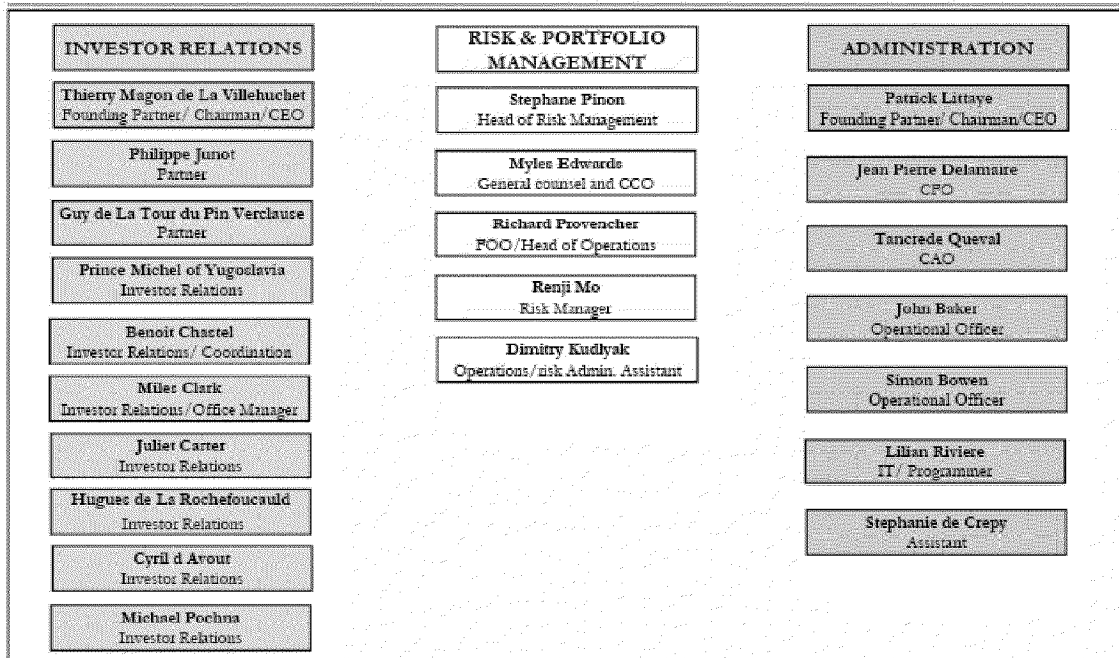 INVESTOR RELATIONS
Thierry Magon de La Villehuchet
Founding Partner/ Chairman/CEO
Philippe Junot
Partner
Guy de La Tour du Pin Verclause
Partner
Prince Michel of Yugoslavia
Investor Relations
Benoit Chastel
Investor Relations/ Coordination
Miles Clark
Investor Relations/Office Manager
Juliet Carter
Investor Relations
Hugues de La Rochefoucauld
Investor Relations
Cyril d Avout
Investor Relations
Michael Pochna
Investor Relations
RISK & PORTFOLIO
MANAGEMENT
Stephane Pinon
Head of Risk Management
Myles Edwards
General counsel and CCO
Richard Provencher
FOO/Head of Operations
Renji Mo
Risk Manager
Dimitry Kudlyak
Operations/risk Admin. Assistant
ADMINISTRATION
Patrick Littaye
Founding Partner/ Chairman/CEO
Jean Pierre Delamaire
CFO
Tancrede Queval
CAO
John Baker
Operational Officer
Simon Bowen
Operational Officer
Lilian Riviere
IT/ Programmer
Stephanie de Crepy
Assistant